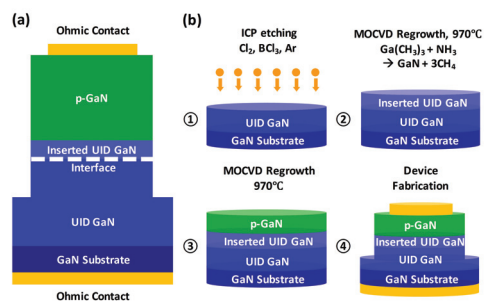 (a)
Ohmic Contact
p-GaN
Inserted UID GaN
Interface
UID GaN
GaN Substrate
Ohmic Contact
(b)
ICP etching
Cl₂, BCl₃, Ar
①
UID GaN
GaN Substrate
MOCVD Regrowth, 970℃
Ga(CH₃)₃ + NH₃
→ GaN + 3CH₄
②
Inserted UID GaN
UID GaN
GaN Substrate
MOCVD Regrowth
970℃
③
p-GaN
Inserted UID GaN
UID GaN
GaN Substrate
Device
Fabrication
④
p-GaN
Inserted UID GaN
UID GaN
GaN Substrate